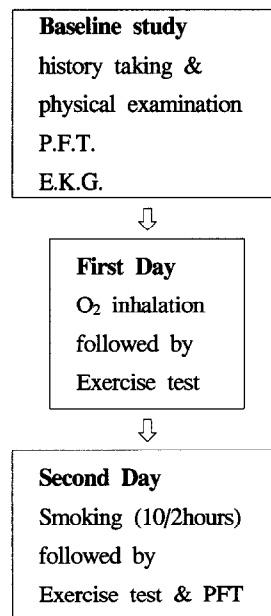 Baseline study
history taking &
physical examination
P.F.T.
E.K.G.
First Day
O₂ inhalation
followed by
Exercise test
Second Day
Smoking (10/2hours)
followed by
Exercise test & PFT